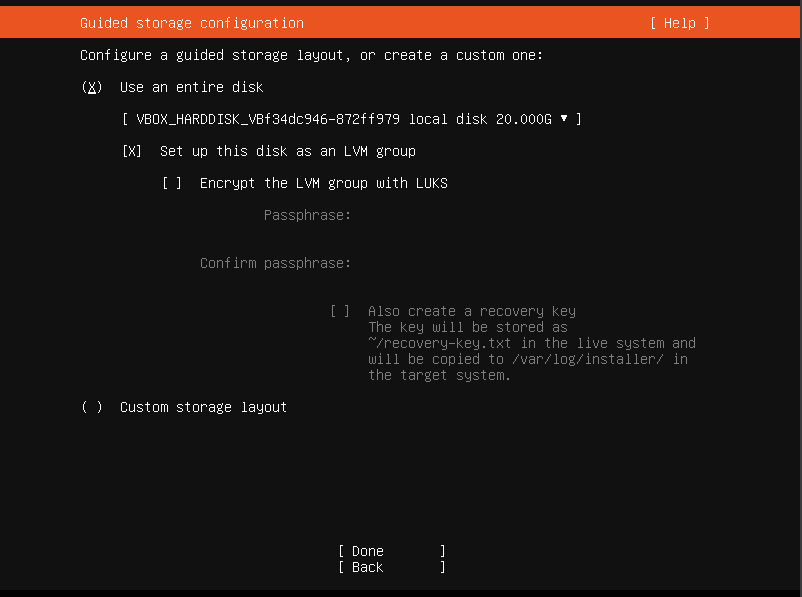 Guided storage configuration [ Help ]
Configure a guided storage layout, or create a custom one:
(X) Use an entire disk
[ VBOX_HARDDISK_VBf34dc946-872ff979 local disk 20.000G ▾ ]
[X] Set up this disk as an LVM group
[ ] Encrypt the LVM group with LUKS
Passphrase:
Confirm passphrase:
[ ] Also create a recovery key
The key will be stored as
~/recovery-key.txt in the live system and
will be copied to /var/log/installer/ in
the target system.
( ) Custom storage layout
[ Done ]
[ Back ]